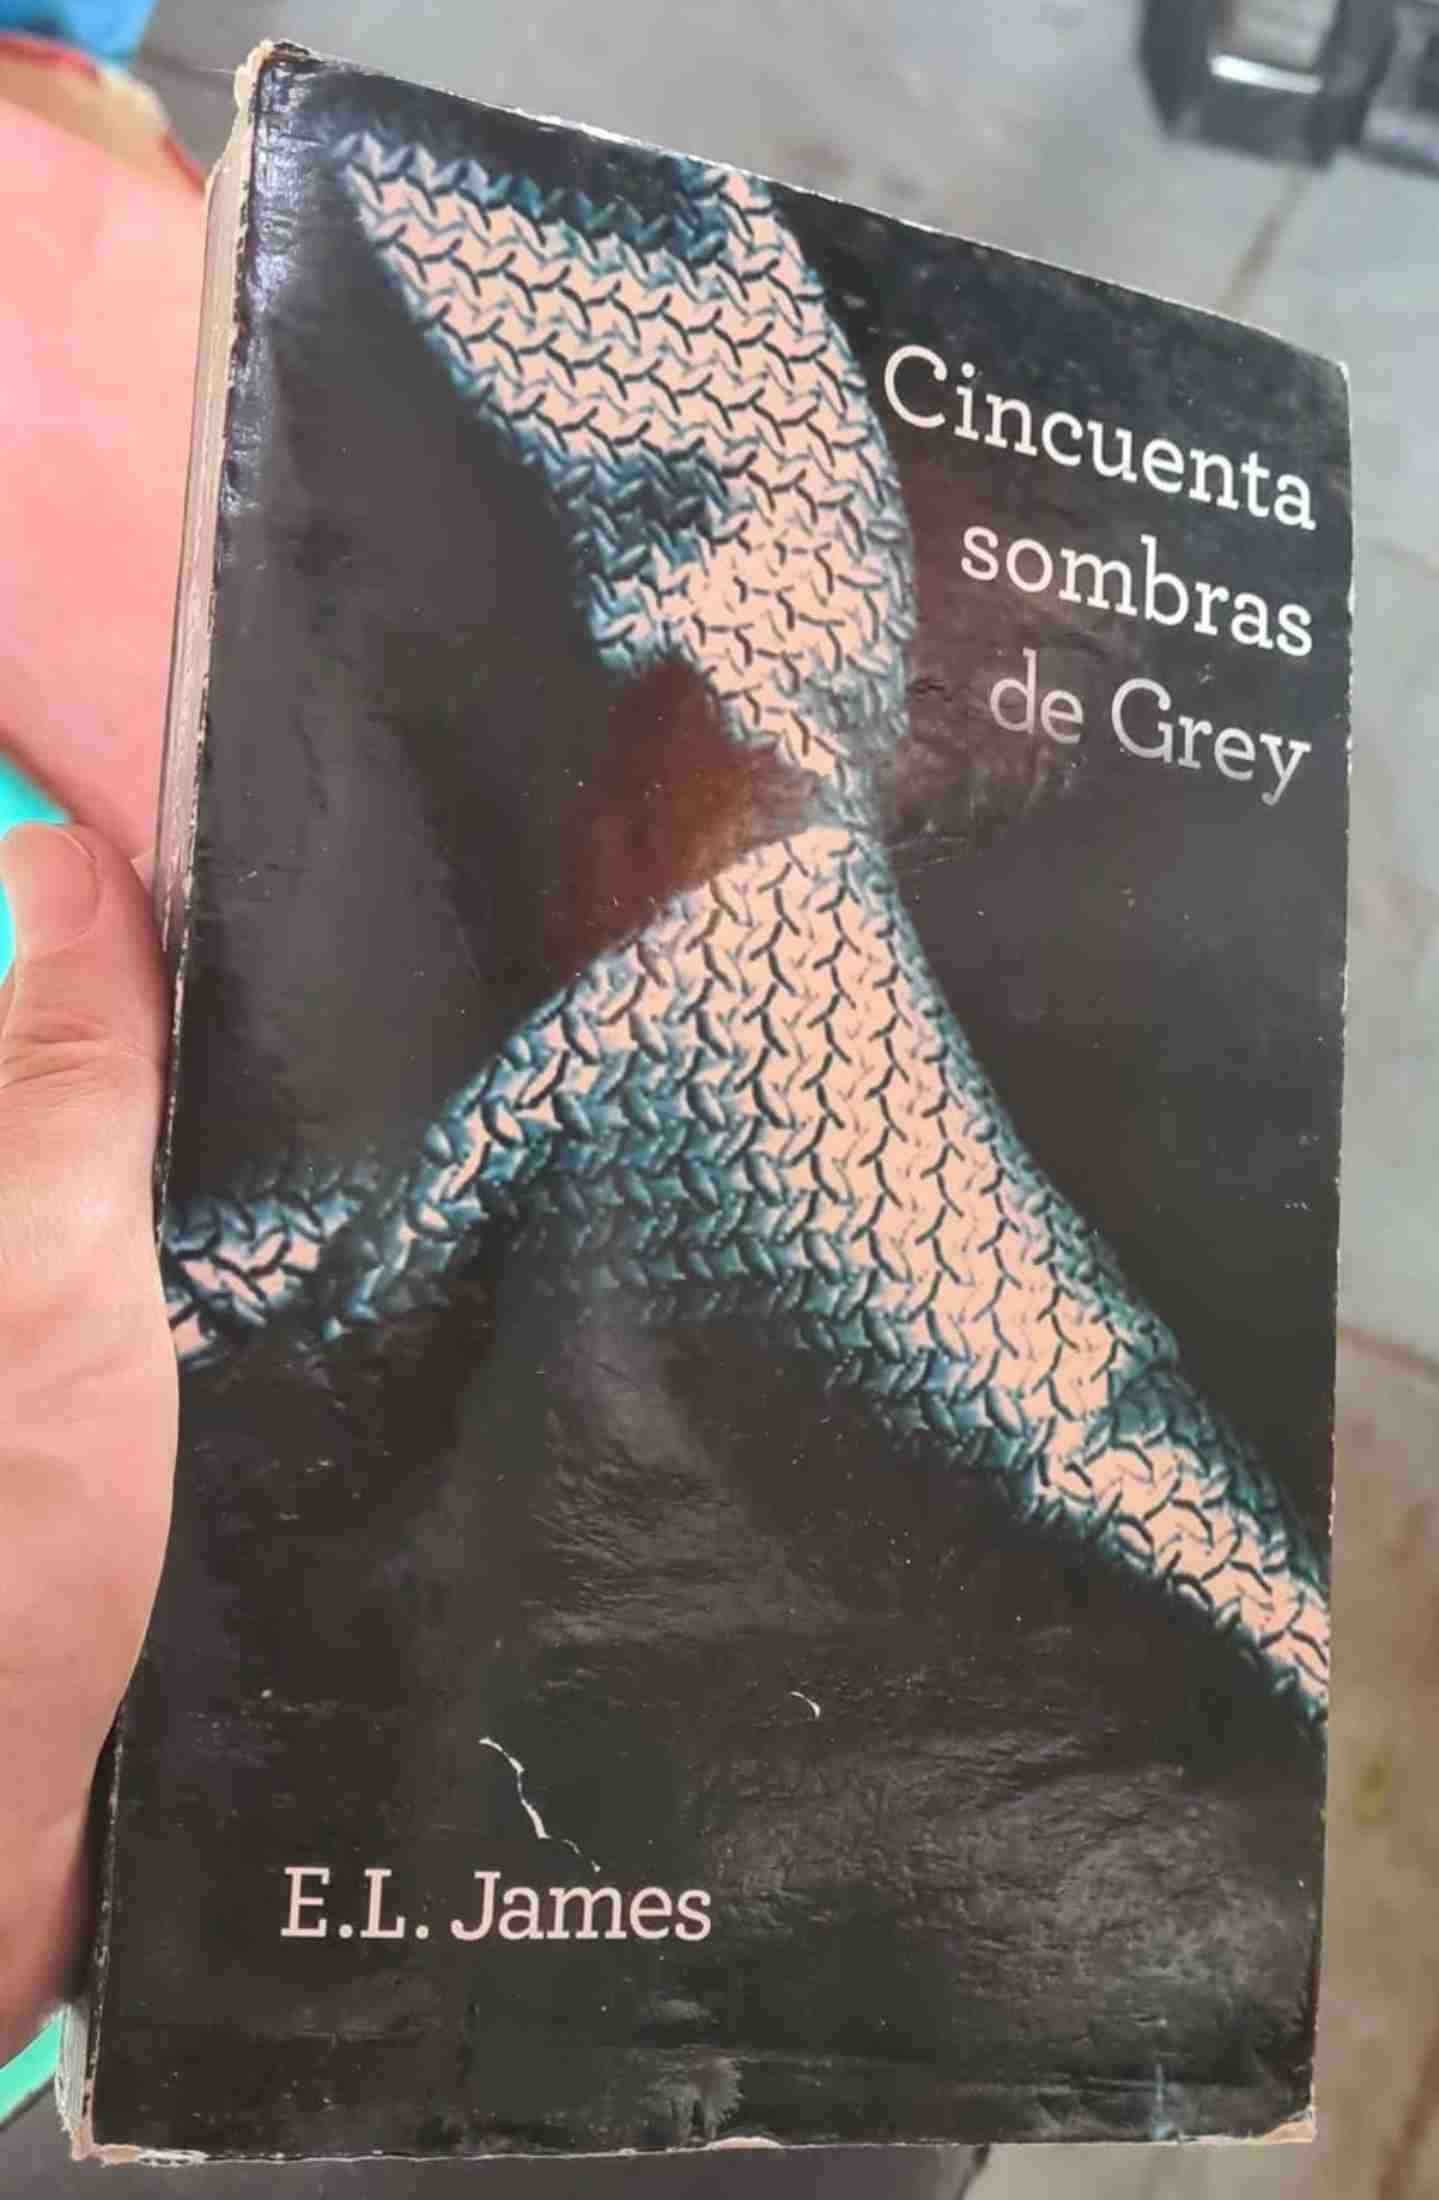 Cincuenta
sombras
de Grey
E.L. James